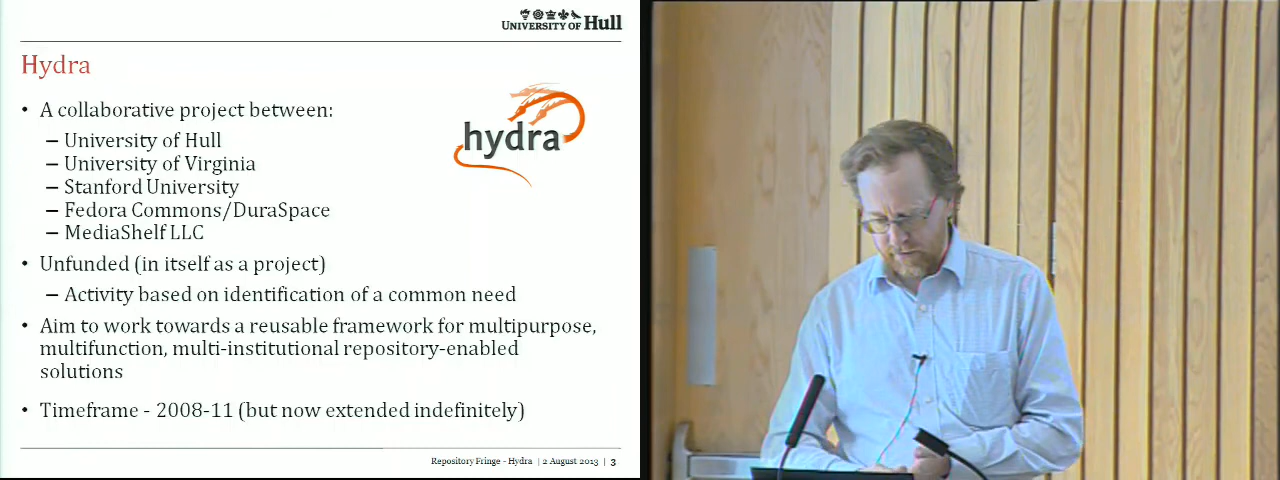 UNIVERSITY OF Hull
Hydra
• A collaborative project between:
– University of Hull
– University of Virginia
– Stanford University
– Fedora Commons/DuraSpace
– MediaShelf LLC
hydra
• Unfunded (in itself as a project)
– Activity based on identification of a common need
• Aim to work towards a reusable framework for multipurpose,
multifunction, multi-institutional repository-enabled
solutions
• Timeframe - 2008-11 (but now extended indefinitely)
Repository Fringe - Hydra | 2 August 2013 | 3